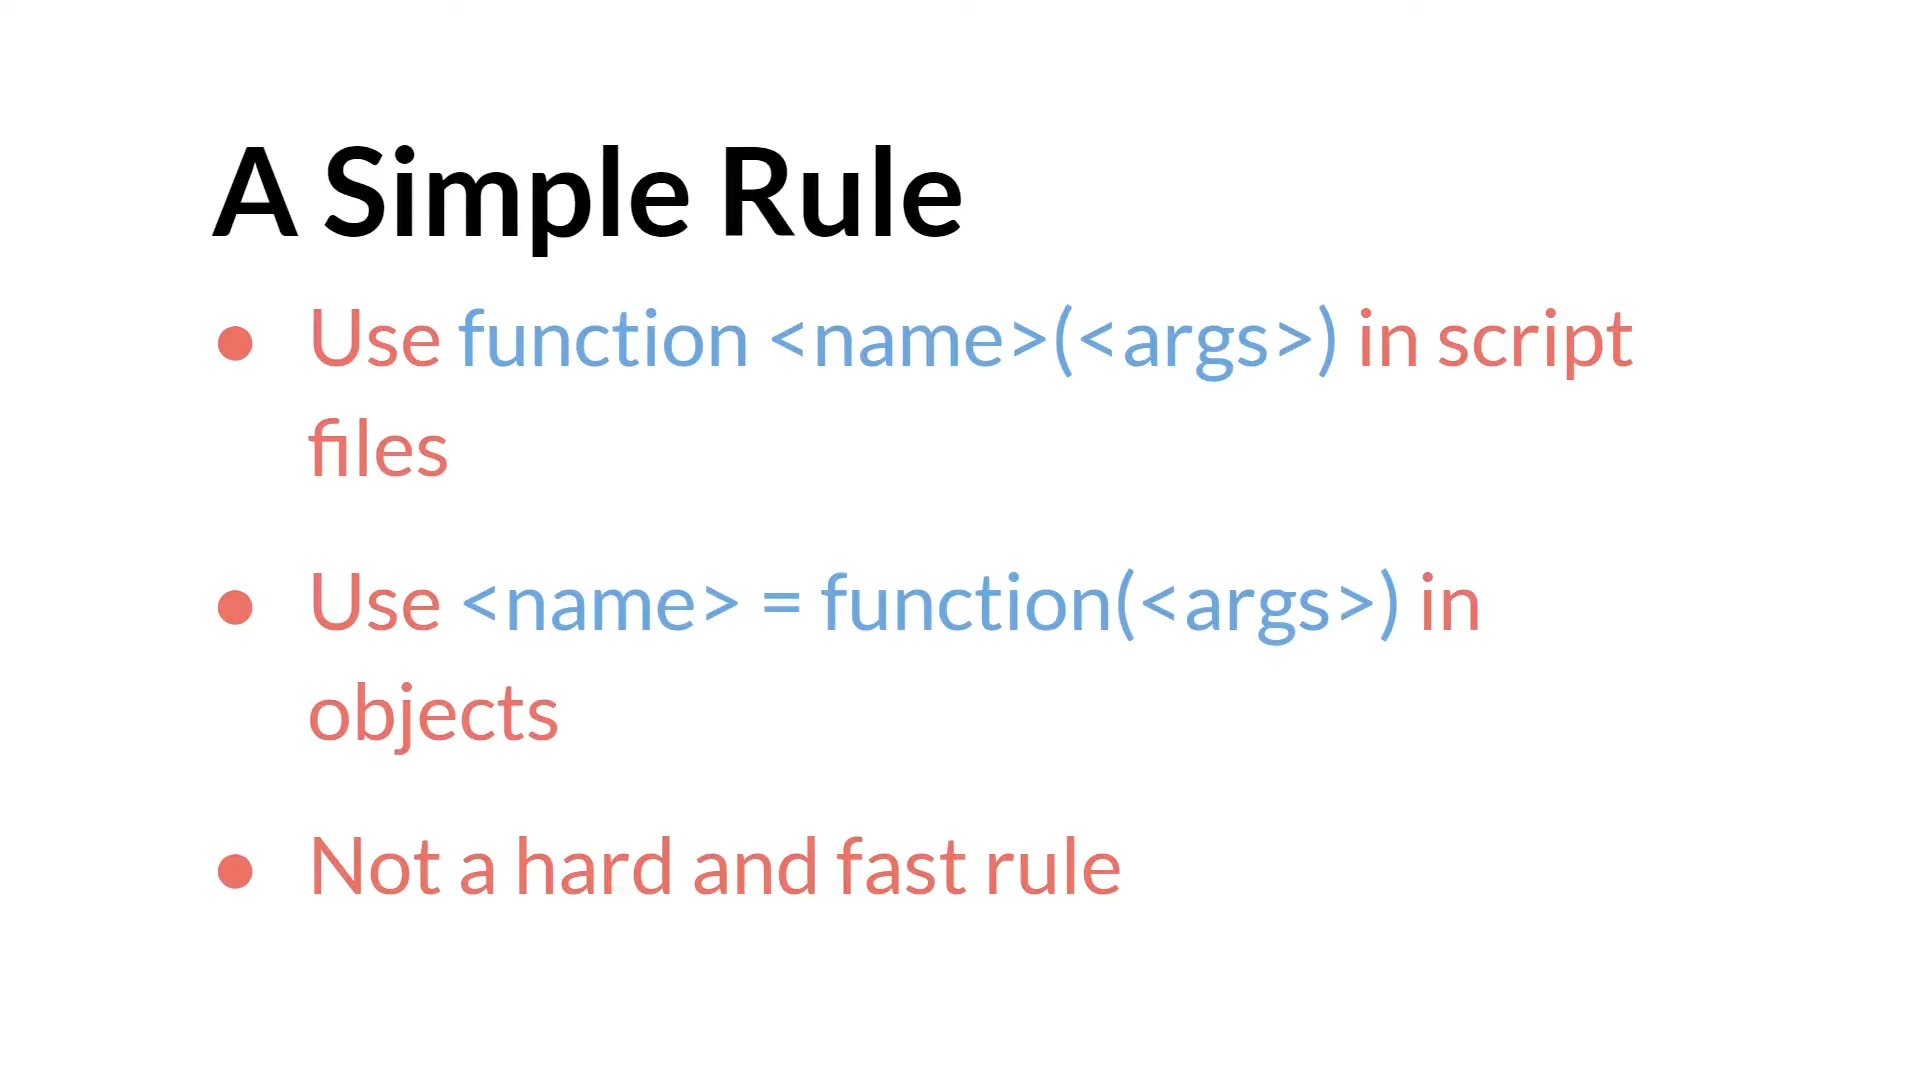 A Simple Rule
● Use function <name>(<args>) in script
files
● Use <name> = function(<args>) in
objects
● Not a hard and fast rule